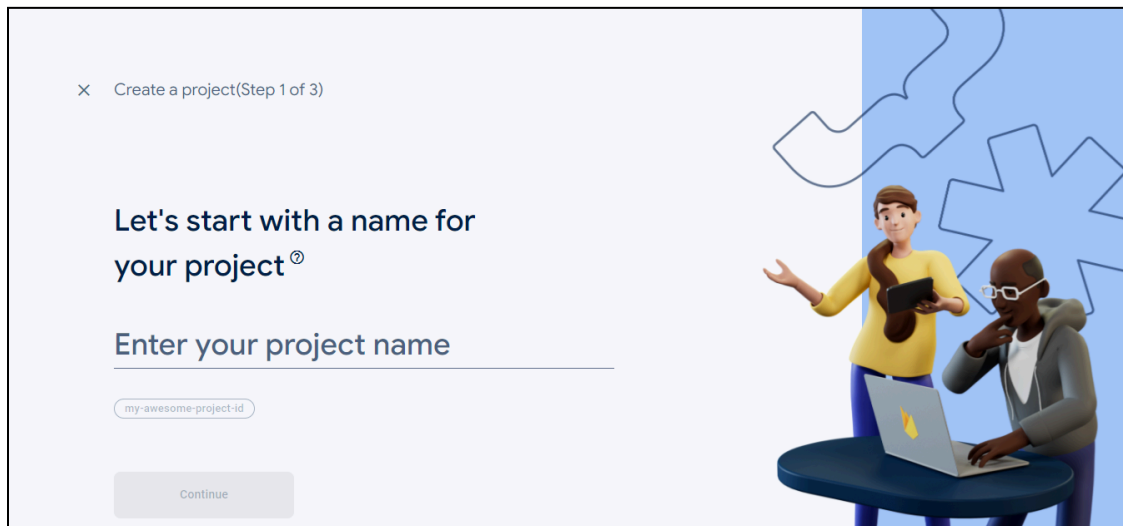 Create a project(Step 1 of 3)
Let's start with a name for
your project
Enter your project name
my-awesome-project-id
Continue